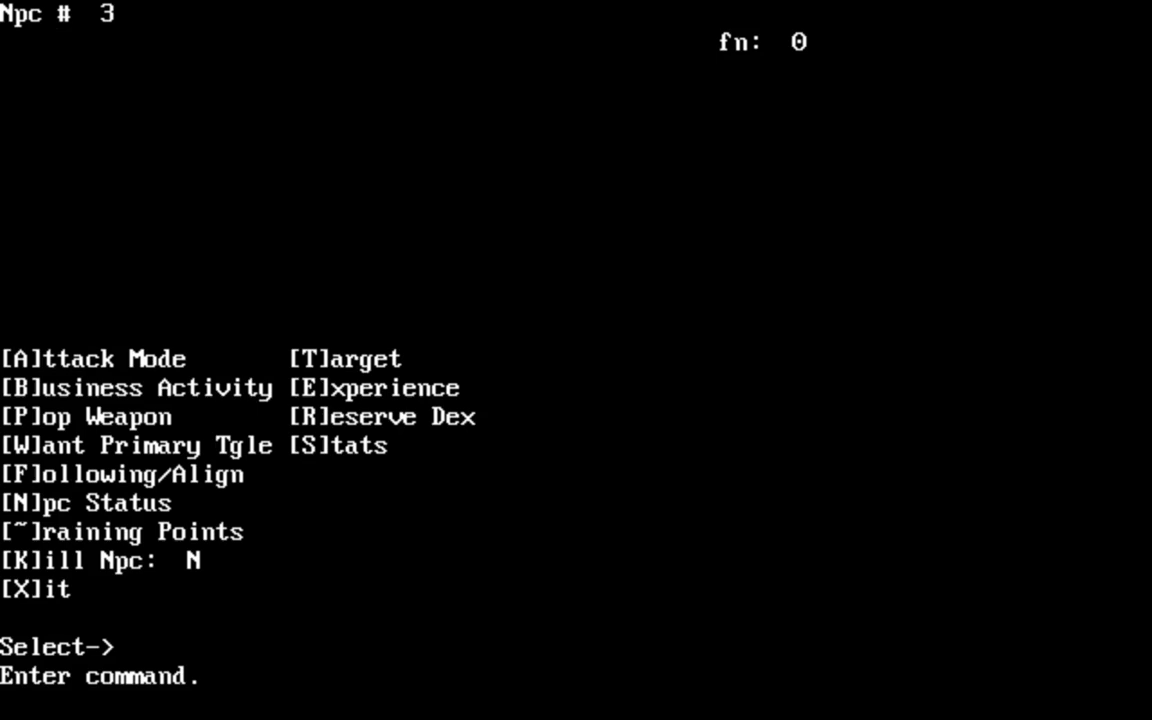 Npc #  3
fn:  0
[A]ttack Mode       [T]arget
[B]usiness Activity [E]xperience
[P]op Weapon        [R]eserve Dex
[W]ant Primary Tgle [S]tats
[F]ollowing/Align
[N]pc Status
[~]raining Points
[K]ill Npc:  N
[X]it
Select->
Enter command.